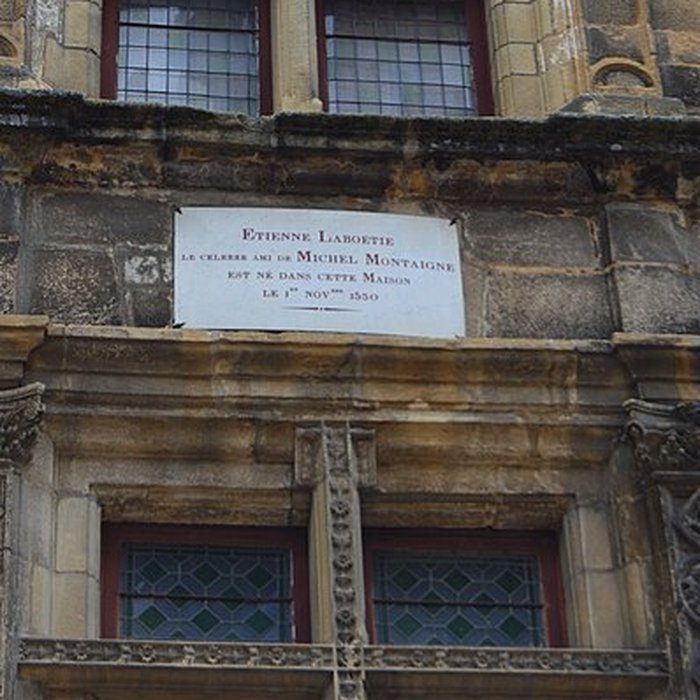 ETIENNE LABOETIE
LE CELEBRE AMI DE MICHEL MONTAIGNE
EST NÉ DANS CETTE MAISON
LE 1ER NOVBRE 1530